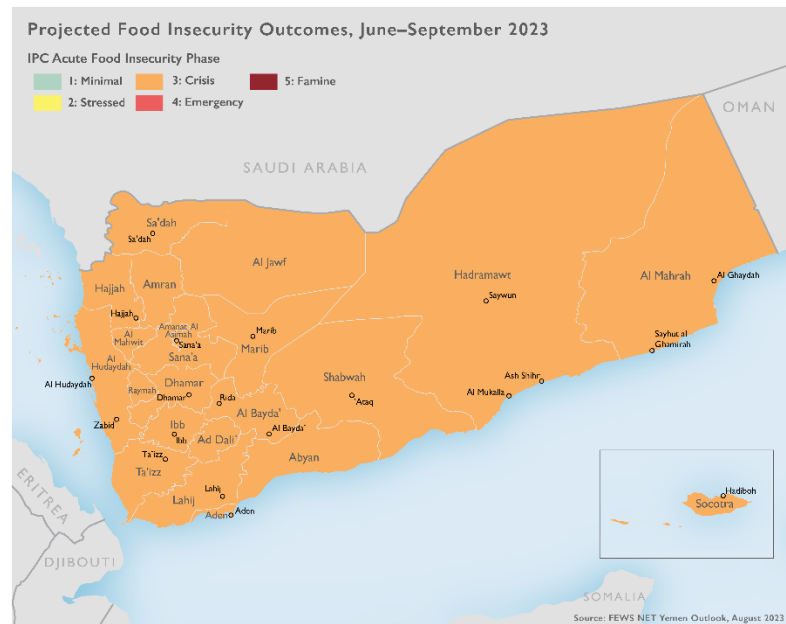 Projected Food Insecurity Outcomes, June–September 2023
IPC Acute Food Insecurity Phase
1: Minimal
3: Crisis
5: Famine
2: Stressed
4: Emergency
OMAN
SAUDI ARABIA
Sa'dah
Sa'dah
Al Jawf
Hadramawt
Al Mahrah
Al Ghaydah
Hajjah
Amran
Saywun
Hajjah
Amanat Al
Asimah
Marib
Al
Mahwit
Sana'a
Sana'a
Marib
Sayhut al
Ghamirah
Al
Hudaydah
Al Hudaydah
Raymah
Dhamar
Dhamar
Rida
Shabwah
Ash Shihr
Al Mukalla
Ataq
Zabid
Al Bayda'
Ibb
Ibb
Ad Dali'
Al Bayda'
Ta'izz
Ta'izz
Abyan
Lahij
Lahij
Aden
Aden
Hadiboh
Socotra
ERITREA
DJIBOUTI
SOMALIA
Source: FEWS NET Yemen Outlook, August 2023